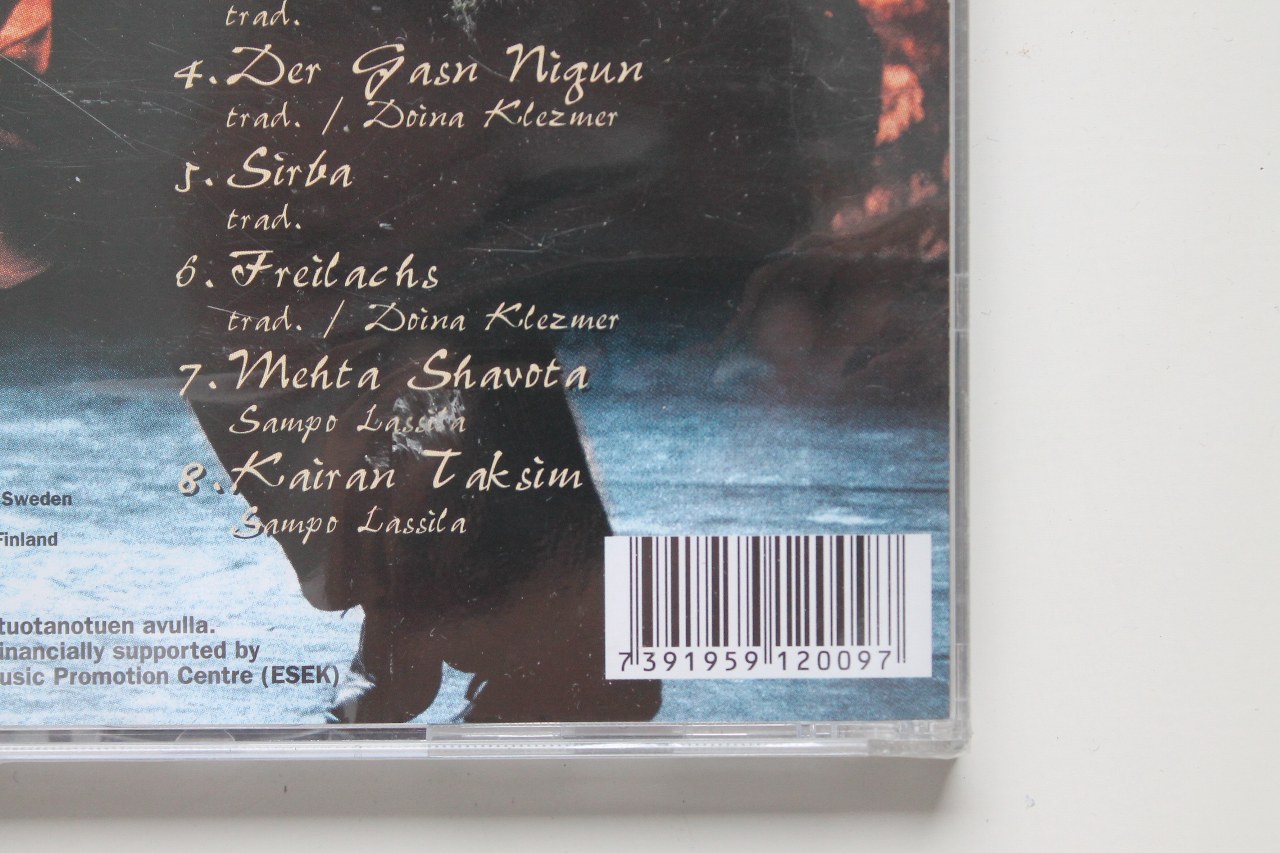 trad.
4. Der Gasn Nigun
trad. / Doina Klezmer
5. Sirba
trad.
6. Freilachs
trad. / Doina Klezmer
7. Mehta Shavota
Sampo Lassila
8. Kairan Taksim
Sampo Lassila
Sweden
Finland
tuotanotuen avulla.
inancially supported by
usic Promotion Centre (ESEK)
7 391959 120097